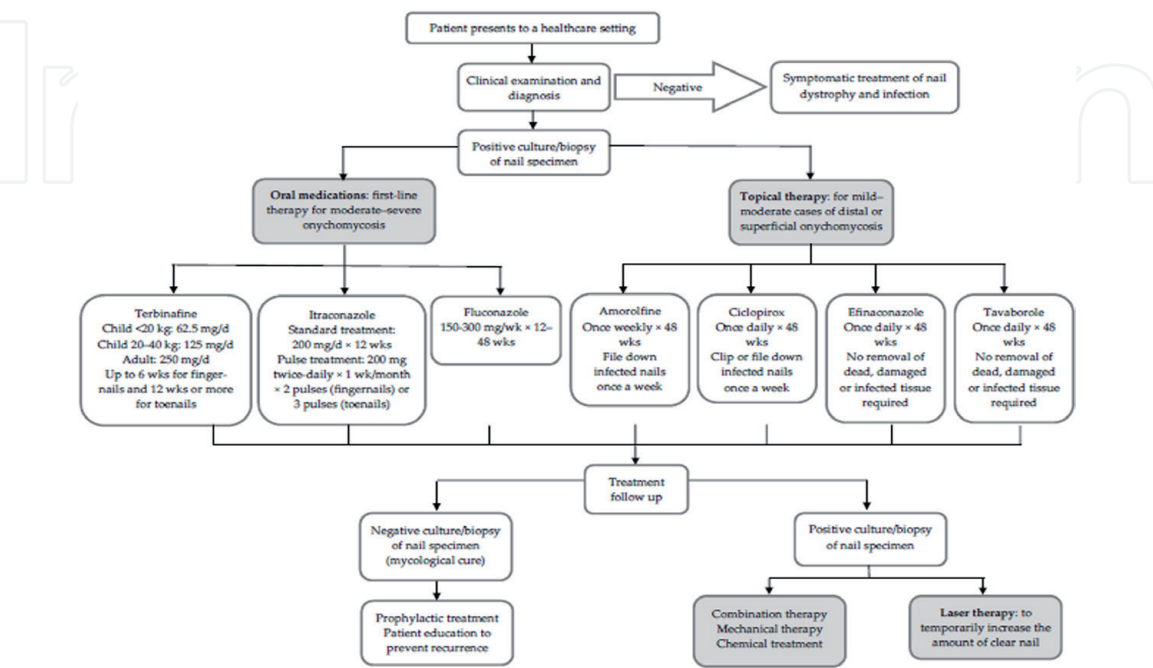 Patient presents to a healthcare setting
Clinical examination and
diagnosis
Negative
Symptomatic treatment of nail
dystrophy and infection
Positive culture/biopsy
of nail specimen
Oral medications: first-line
therapy for moderate–severe
onychomycosis
Topical therapy: for mild–
moderate cases of distal or
superficial onychomycosis
Terbinafine
Child <20 kg: 62.5 mg/d
Child 20–40 kg: 125 mg/d
Adult: 250 mg/d
Up to 6 wks for finger-
nails and 12 wks or more
for toenails
Itraconazole
Standard treatment:
200 mg/d × 12 wks
Pulse treatment: 200 mg
twice-daily × 1 wk/month
× 2 pulses (fingernails) or
3 pulses (toenails)
Fluconazole
150-300 mg/wk × 12–
48 wks
Amorolfine
Once weekly × 48
wks
File down
infected nails
once a week
Ciclopirox
Once daily × 48
wks
Clip or file down
infected nails
once a week
Efinaconazole
Once daily × 48
wks
No removal of
dead, damaged
or infected tissue
required
Tavaborole
Once daily × 48
wks
No removal of
dead, damaged
or infected tissue
required
Treatment
follow up
Negative culture/biopsy
of nail specimen
(mycological cure)
Positive culture/biopsy
of nail specimen
Prophylactic treatment
Patient education to
prevent recurrence
Combination therapy
Mechanical therapy
Chemical treatment
Laser therapy: to
temporarily increase the
amount of clear nail